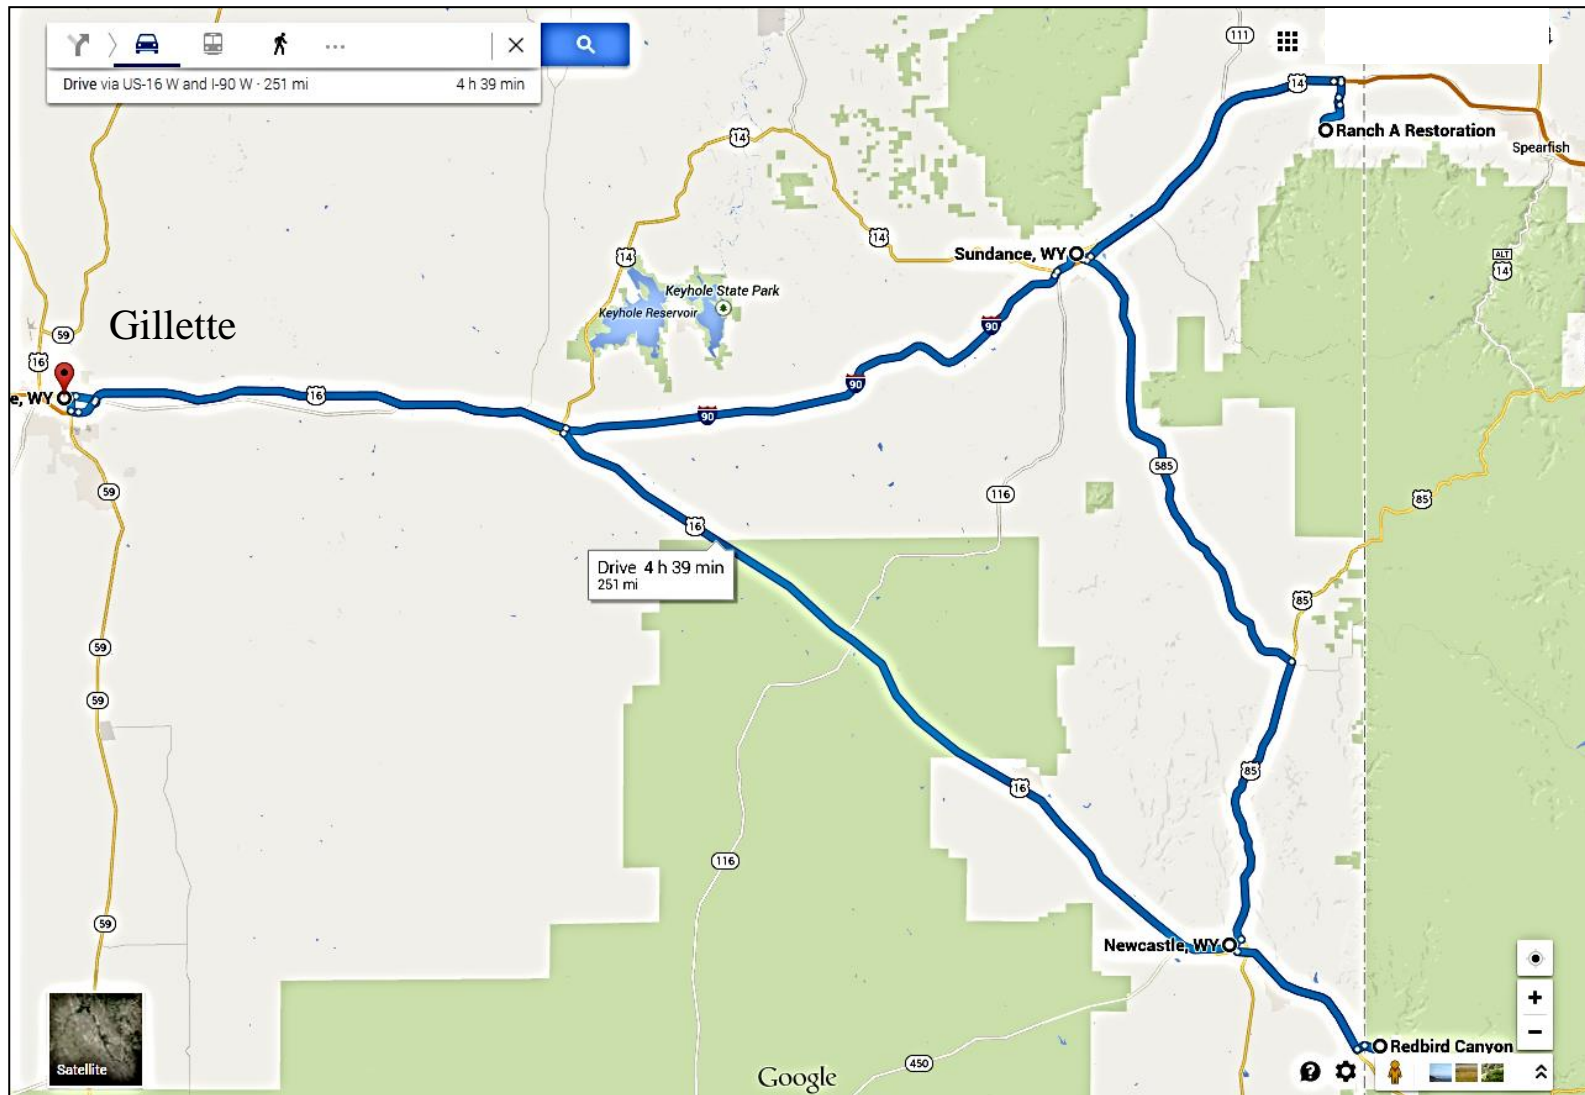 111
Drive via US-16 W and I-90 W - 251 mi
4 h 39 min
14
Ranch A Restoration
Spearfish
14
14
Sundance, WY
ALT
14
14
Keyhole State Park
Keyhole Reservoir
Gillette
59
90
16
90
e, WY
16
90
585
59
116
85
16
Drive 4 h 39 min
251 mi
85
59
59
85
16
116
59
Newcastle, WY
Redbird Canyon
450
Satellite
Google